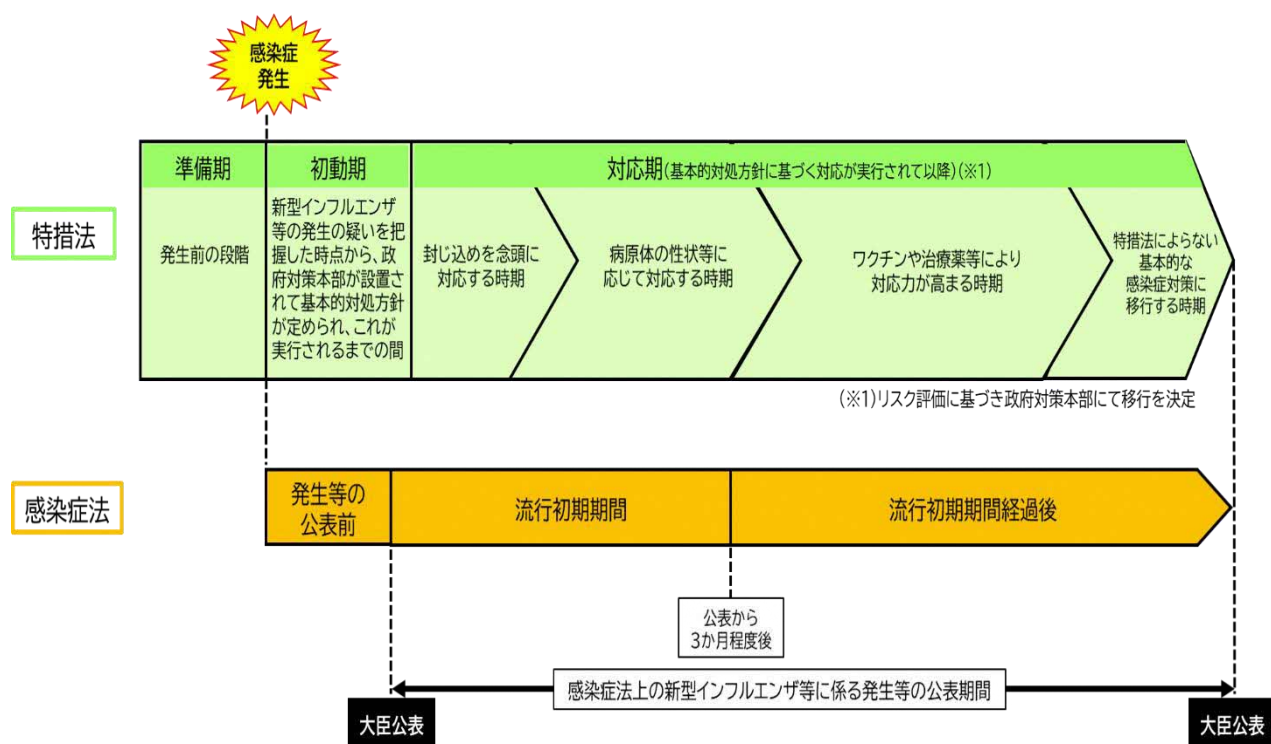 感染症
発生
準備期
初動期
対応期(基本的対処方針に基づく対応が実行されて以降)(※1)
特措法
発生前の段階
新型インフルエンザ
等の発生の疑いを把
握した時点から、政
府対策本部が設置さ
れて基本的対処方針
が定められ、これが
実行されるまでの間
封じ込めを念頭に
対応する時期
病原体の性状等に
応じて対応する時期
ワクチンや治療薬等により
対応力が高まる時期
特措法によらない
基本的な
感染症対策に
移行する時期
(※1)リスク評価に基づき政府対策本部にて移行を決定
感染症法
発生等の
公表前
流行初期期間
流行初期期間経過後
公表から
3か月程度後
感染症法上の新型インフルエンザ等に係る発生等の公表期間
大臣公表
大臣公表